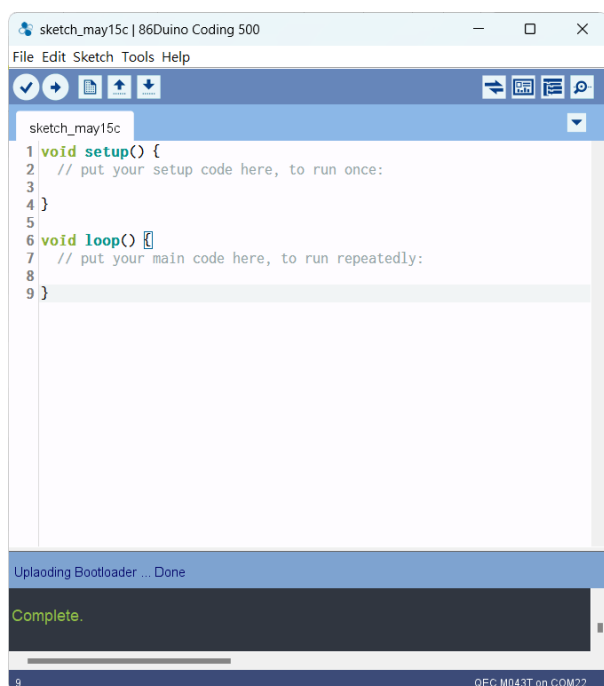 sketch_may15c | 86Duino Coding 500
File Edit Sketch Tools Help
sketch_may15c
1 void setup() {
2 // put your setup code here, to run once:
3
4 }
5
6 void loop() {
7 // put your main code here, to run repeatedly:
8
9 }
Uplaoding Bootloader ... Done
Complete.
9 QEC M043T on COM22